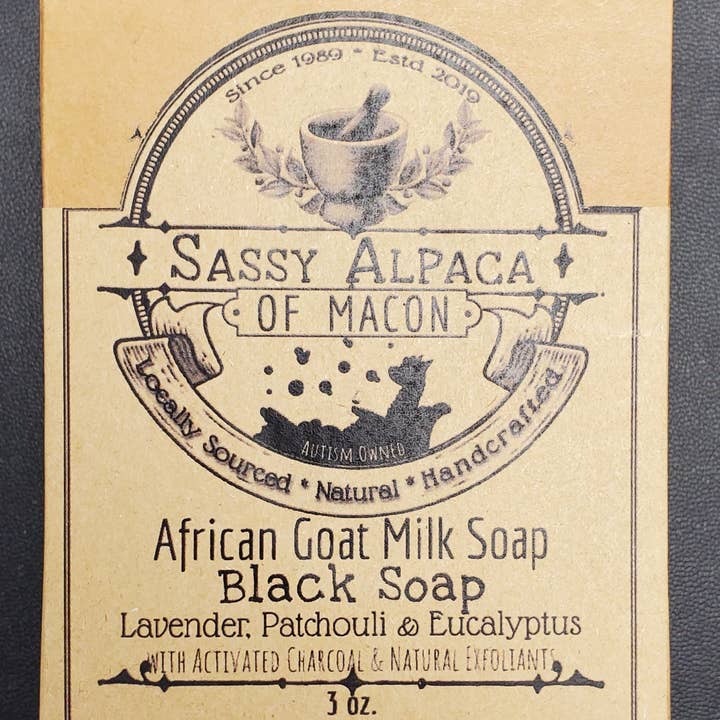 Since 1989 * Estd 2019
SASSY ALPACA
OF MACON
AUTISM OWNED
Locally Sourced * Natural * Handcrafted
African Goat Milk Soap
Black Soap
Lavender, Patchouli & Eucalyptus
WITH ACTIVATED CHARCOAL & NATURAL EXFOLIANTS
3 oz.